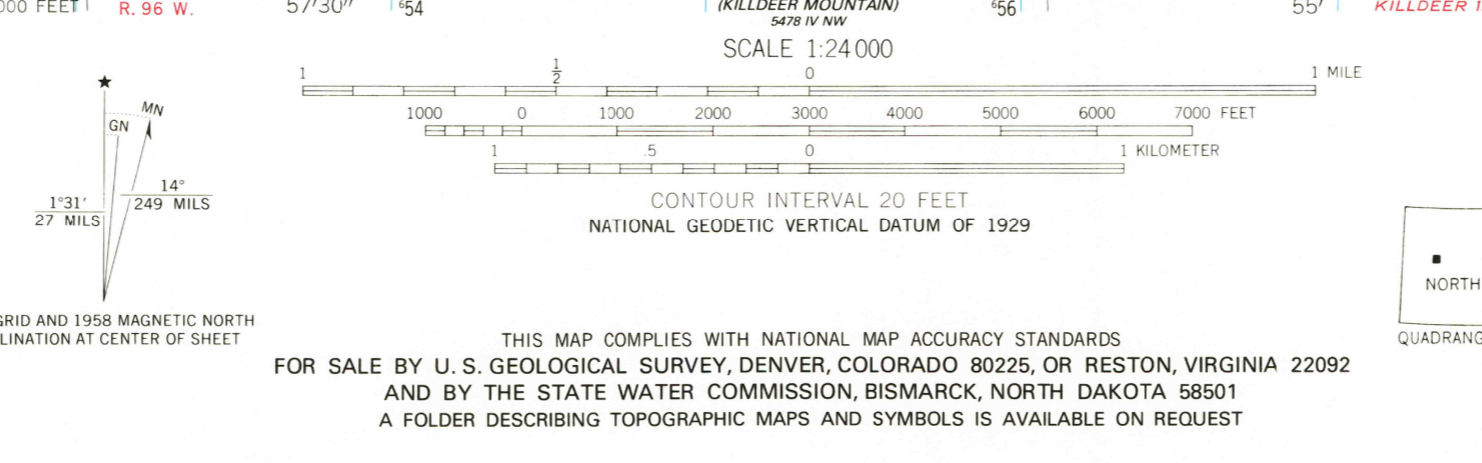 000 FEET R. 96 W. 57'30" ⁶54 (KILLDEER MOUNTAIN) ⁶56 55' KILLDEER
5478 IV NW
SCALE 1:24 000
1 1/2 0 1 MILE
1000 0 1000 2000 3000 4000 5000 6000 7000 FEET
1 .5 0 1 KILOMETER
CONTOUR INTERVAL 20 FEET
NATIONAL GEODETIC VERTICAL DATUM OF 1929
★
MN
GN
1°31'
27 MILS
14°
249 MILS
GRID AND 1958 MAGNETIC NORTH
LINATION AT CENTER OF SHEET
NORTH
QUADRANG
THIS MAP COMPLIES WITH NATIONAL MAP ACCURACY STANDARDS
FOR SALE BY U. S. GEOLOGICAL SURVEY, DENVER, COLORADO 80225, OR RESTON, VIRGINIA 22092
AND BY THE STATE WATER COMMISSION, BISMARCK, NORTH DAKOTA 58501
A FOLDER DESCRIBING TOPOGRAPHIC MAPS AND SYMBOLS IS AVAILABLE ON REQUEST